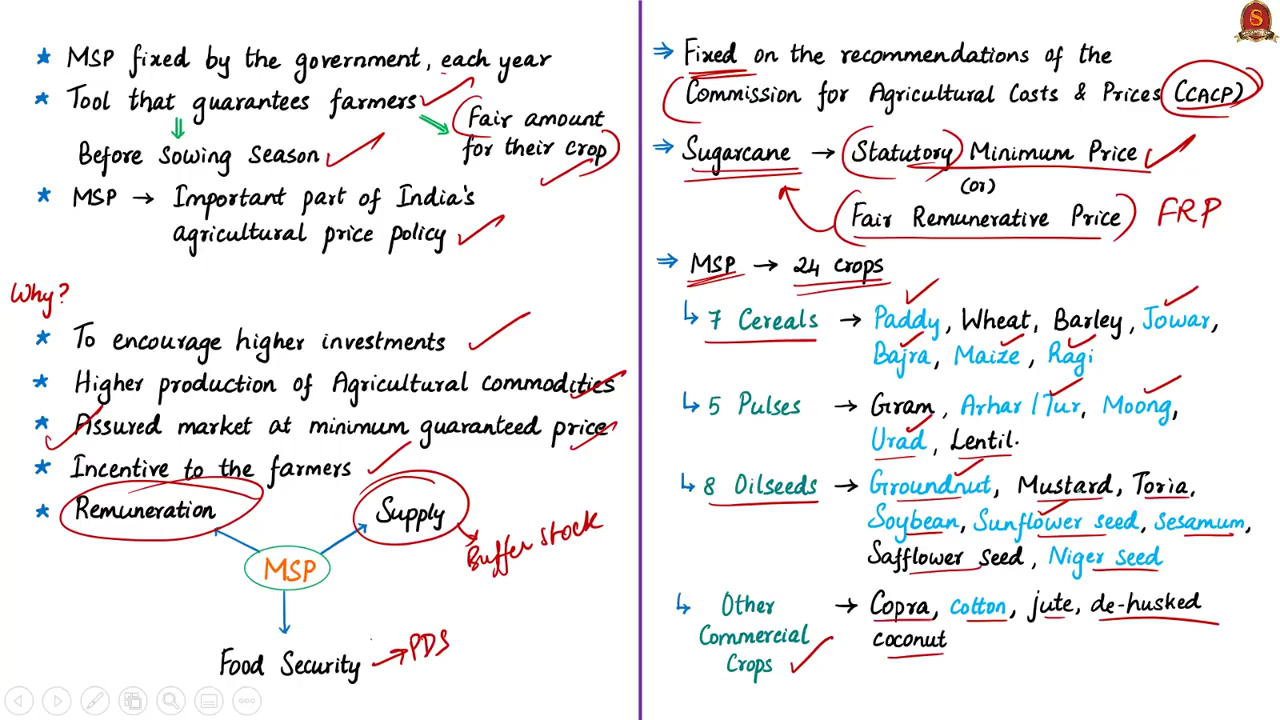 * MSP fixed by the government, each year
* Tool that guarantees farmers
Fair amount
for their crop
Before sowing season
* MSP → Important part of India's
agricultural price policy
Why?
* To encourage higher investments
* Higher production of Agricultural commodities
* Assured market at minimum guaranteed price
* Incentive to the farmers
* Remuneration
Supply
Buffer stock
MSP
Food Security → PDS
⇒ Fixed on the recommendations of the
Commission for Agricultural Costs & Prices (CACP)
⇒ Sugarcane → Statutory Minimum Price
(or)
Fair Remunerative Price FRP
⇒ MSP → 24 crops
↳ 7 Cereals → Paddy, Wheat, Barley, Jowar,
Bajra, Maize, Ragi
↳ 5 Pulses → Gram, Arhar/Tur, Moong,
Urad, Lentil.
↳ 8 Oilseeds → Groundnut, Mustard, Toria,
Soybean, Sunflower seed, Sesamum,
Safflower seed, Niger seed
↳ Other → Copra, cotton, jute, de-husked
Commercial coconut
Crops
S